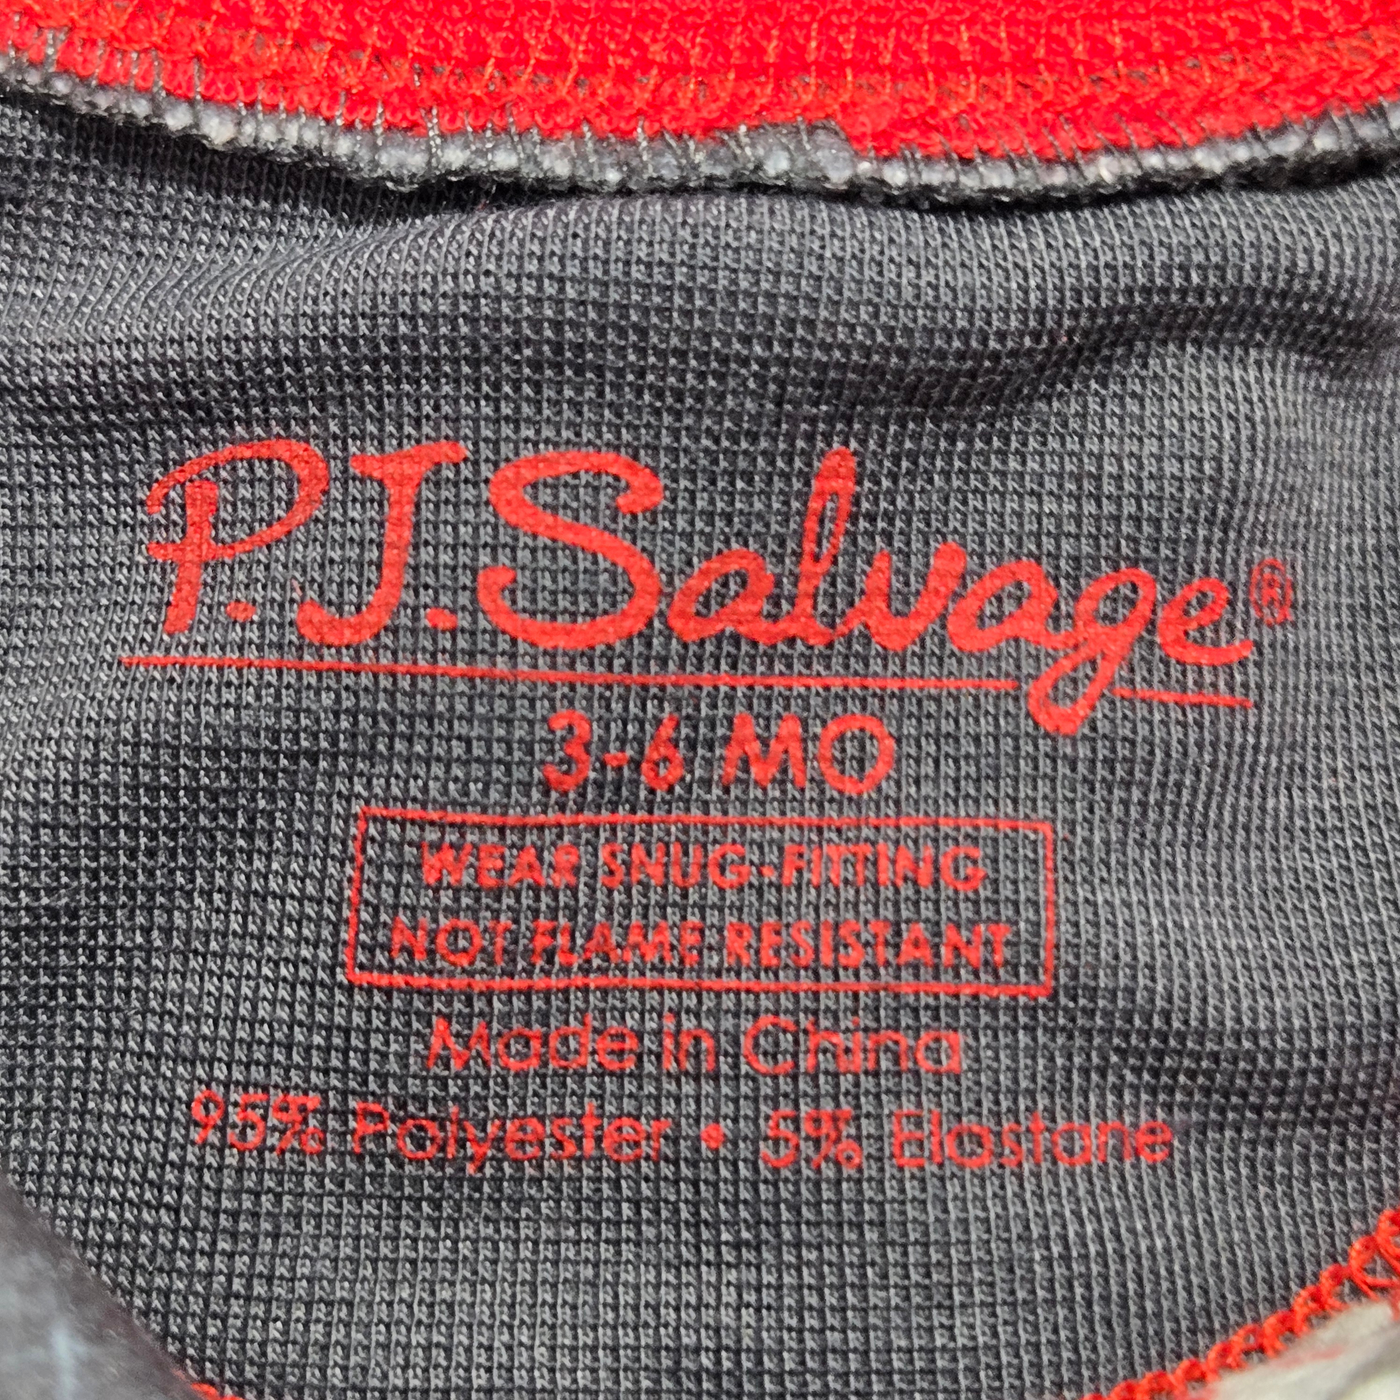 P.J. Salvage®
3-6 MO
WEAR SNUG-FITTING
NOT FLAME RESISTANT
Made in China
95% Polyester • 5% Elastane